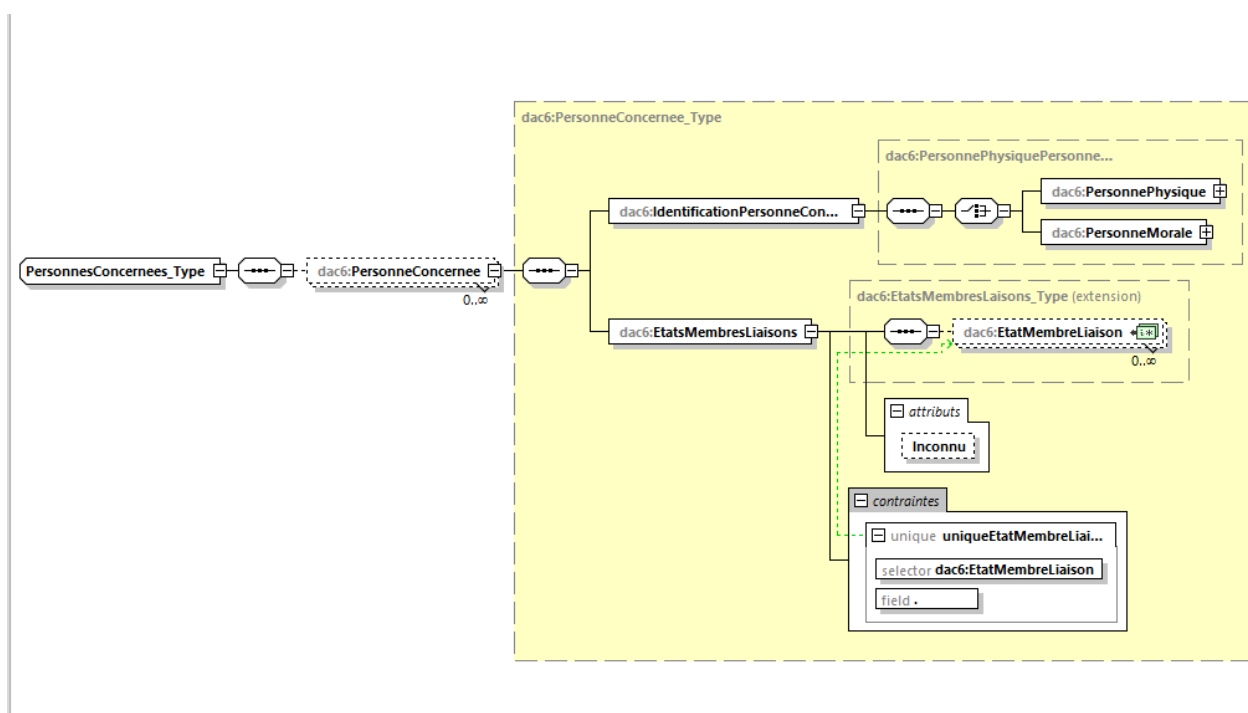 dac6:PersonneConcernee_Type
dac6:PersonnePhysiquePersonne...
dac6:PersonnePhysique
dac6:IdentificationPersonneCon...
dac6:PersonneMorale
PersonnesConcernees_Type
dac6:PersonneConcernee
0..∞
dac6:EtatsMembresLaisons_Type (extension)
dac6:EtatsMembresLiaisons
dac6:EtatMembreLiaison
0..∞
attributs
Inconnu
contraintes
unique uniqueEtatMembreLiai...
selector dac6:EtatMembreLiaison
field .